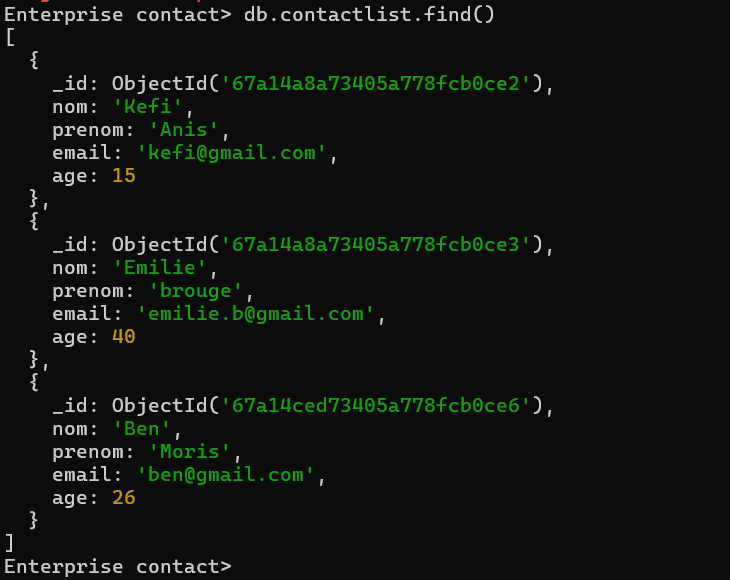 Enterprise contact> db.contactlist.find()
[
  {
    _id: ObjectId('67a14a8a73405a778fcb0ce2'),
    nom: 'Kefi',
    prenom: 'Anis',
    email: 'kefi@gmail.com',
    age: 15
  },
  {
    _id: ObjectId('67a14a8a73405a778fcb0ce3'),
    nom: 'Emilie',
    prenom: 'brouge',
    email: 'emilie.b@gmail.com',
    age: 40
  },
  {
    _id: ObjectId('67a14ced73405a778fcb0ce6'),
    nom: 'Ben',
    prenom: 'Moris',
    email: 'ben@gmail.com',
    age: 26
  }
]
Enterprise contact>